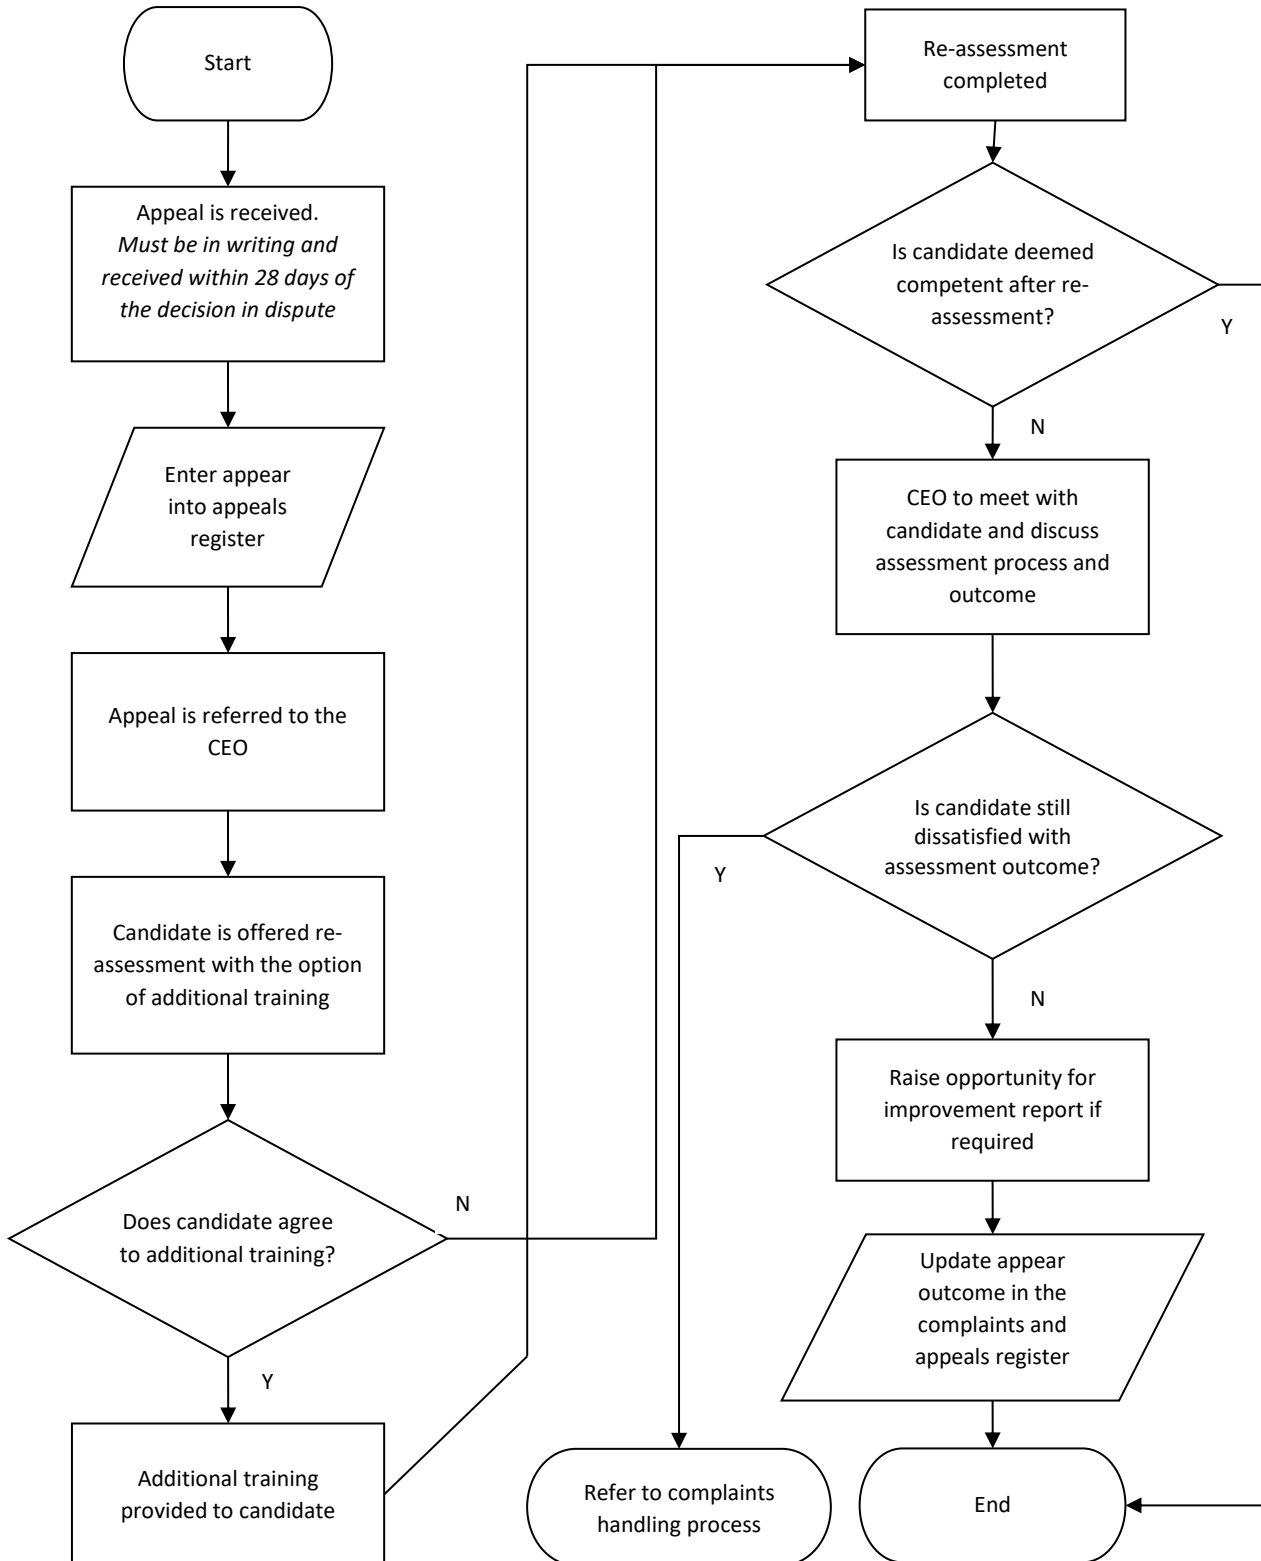 Start
Appeal is received.
Must be in writing and
received within 28 days of
the decision in dispute
Enter appear
into appeals
register
Appeal is referred to the
CEO
Candidate is offered re-
assessment with the option
of additional training
Does candidate agree
to additional training?
N
Y
Additional training
provided to candidate
Re-assessment
completed
Is candidate deemed
competent after re-
assessment?
Y
N
CEO to meet with
candidate and discuss
assessment process and
outcome
Is candidate still
dissatisfied with
assessment outcome?
Y
N
Raise opportunity for
improvement report if
required
Update appear
outcome in the
complaints and
appeals register
Refer to complaints
handling process
End